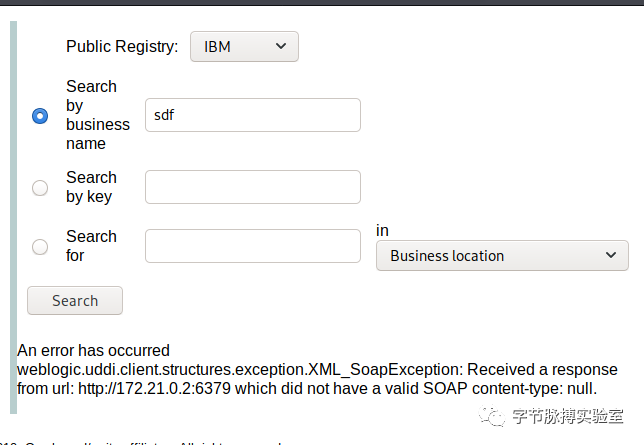 Public Registry: IBM
Search
by
business
name
sdf
Search
by key
Search
for
in
Business location
Search
An error has occurred
weblogic.uddi.client.structures.exception.XML_SoapException: Received a response
from url: http://172.21.0.2:6379 which did not have a valid SOAP content-type: null.
字节脉搏实验室